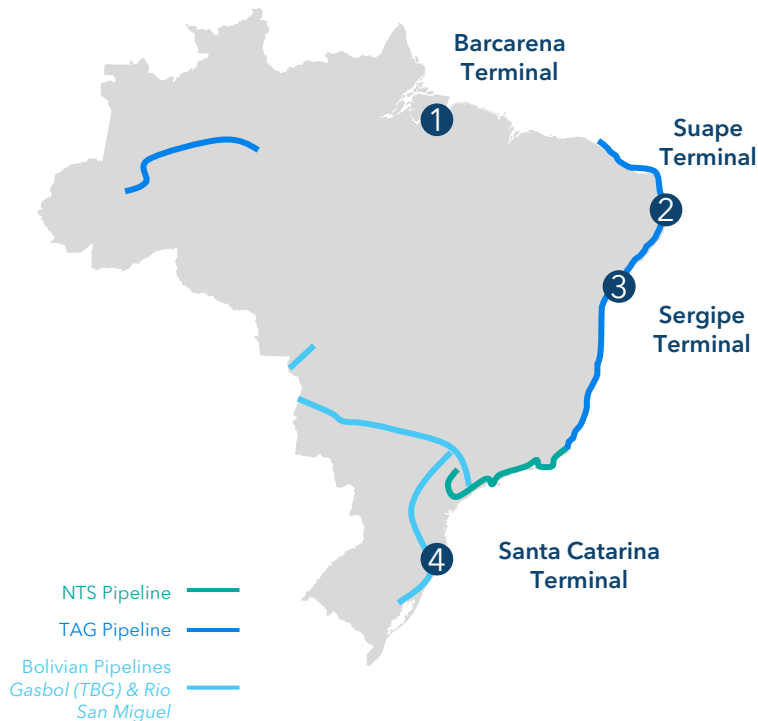 Barcarena
Terminal
1
Suape
Terminal
2
3
Sergipe
Terminal
4
Santa Catarina
Terminal
NTS Pipeline
TAG Pipeline
Bolivian Pipelines
Gasbol (TBG) & Rio
San Miguel